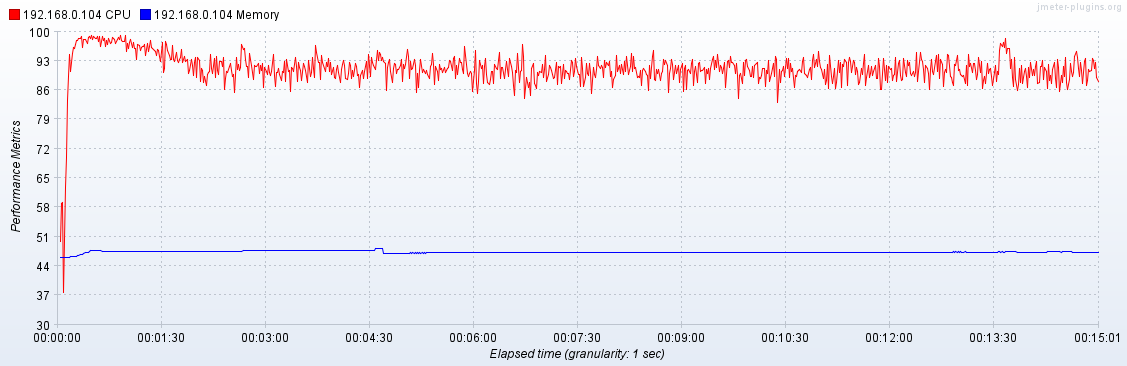 192.168.0.104 CPU 192.168.0.104 Memory
jmeter-plugins.org
100
93
86
79
72
65
58
51
44
37
30
Performance Metrics
00:00:00 00:01:30 00:03:00 00:04:30 00:06:00 00:07:30 00:09:00 00:10:30 00:12:00 00:13:30 00:15:01
Elapsed time (granularity: 1 sec)